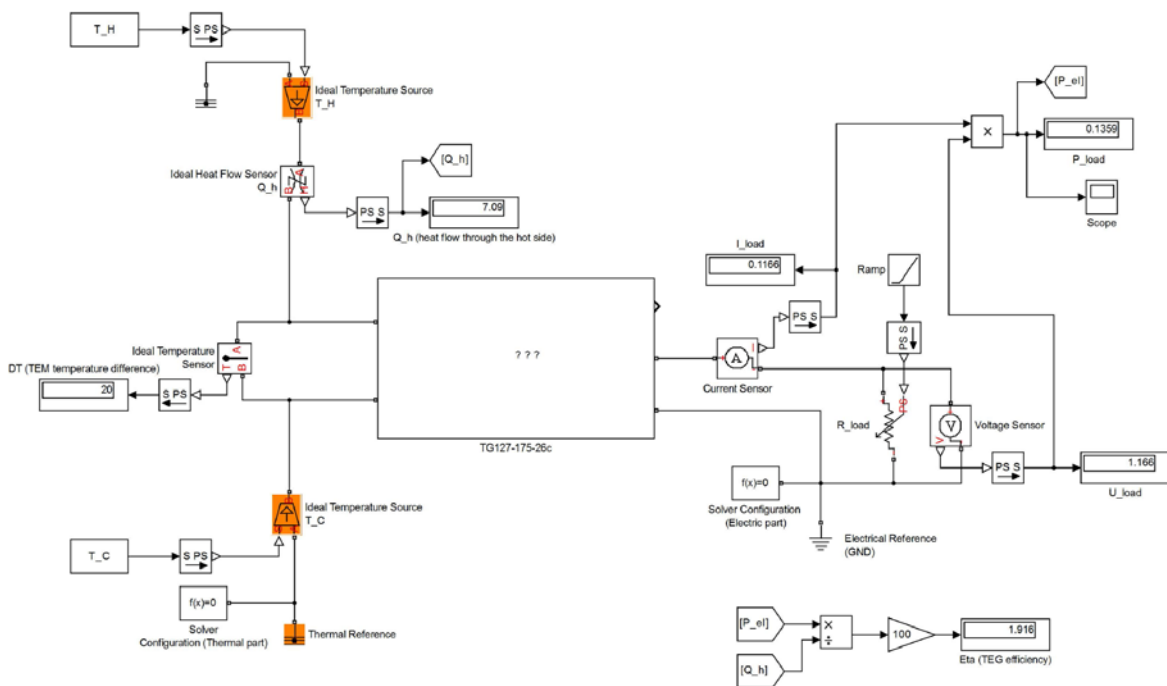 T_H
S PS
Ideal Temperature Source
T_H
Ideal Heat Flow Sensor
Q_h
B
A
H
PS S
[Q_h]
7.09
Q_h (heat flow through the hot side)
Ideal Temperature
Sensor
T
A
B
DT (TEM temperature difference)
20
S PS
? ? ?
TG127-175-26c
Ideal Temperature Source
T_C
T_C
S PS
f(x)=0
Solver
Configuration (Thermal part)
Thermal Reference
I_load
0.1166
PS S
A
I
Current Sensor
Ramp
PS S
PS
R_load
V
V
Voltage Sensor
PS S
1.166
U_load
×
[P_el]
0.1359
P_load
Scope
f(x)=0
Solver Configuration
(Electric part)
Electrical Reference
(GND)
[P_el]
[Q_h]
×
÷
100
1.916
Eta (TEG efficiency)